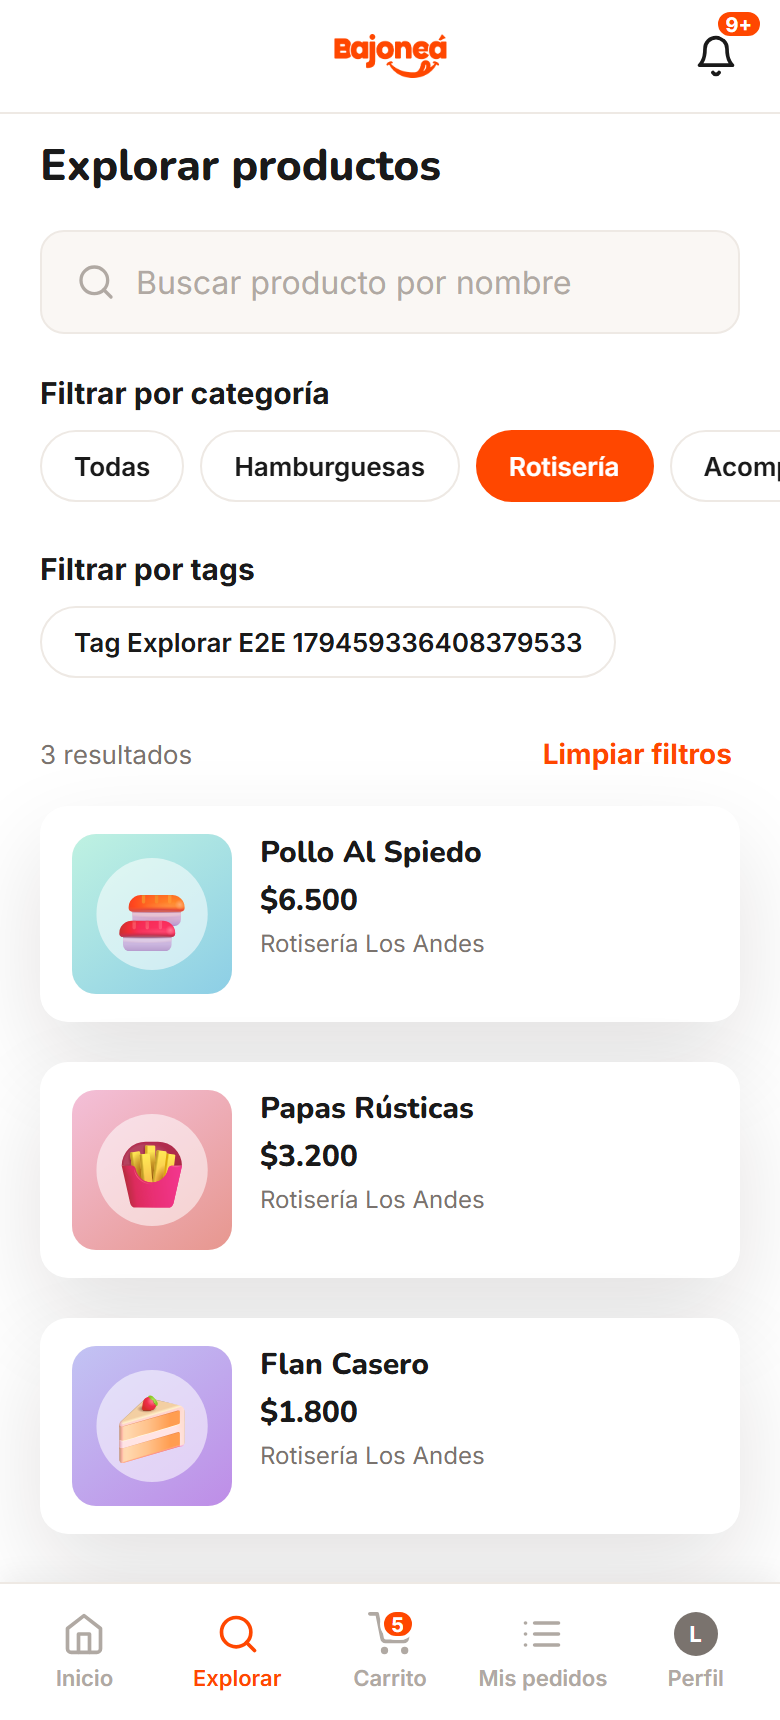 Bajoneá
9+
Explorar productos
Buscar producto por nombre
Filtrar por categoría
Todas
Hamburguesas
Rotisería
Acomp
Filtrar por tags
Tag Explorar E2E 179459336408379533
3 resultados
Limpiar filtros
Pollo Al Spiedo
$6.500
Rotisería Los Andes
Papas Rústicas
$3.200
Rotisería Los Andes
Flan Casero
$1.800
Rotisería Los Andes
5
L
Inicio
Explorar
Carrito
Mis pedidos
Perfil